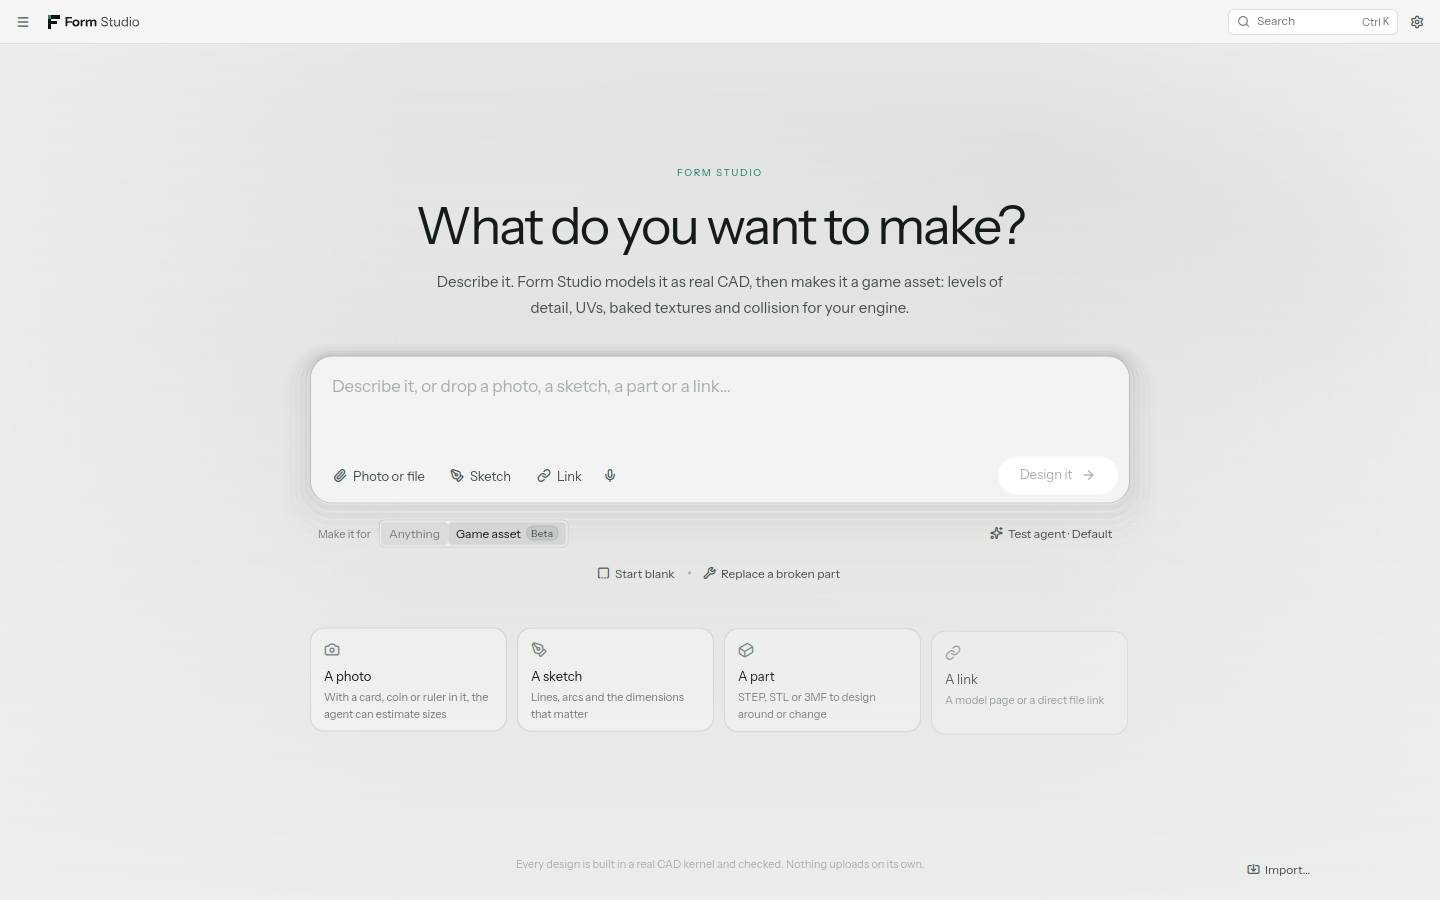 Form Studio
Search Ctrl K
FORM STUDIO
What do you want to make?
Describe it. Form Studio models it as real CAD, then makes it a game asset: levels of
detail, UVs, baked textures and collision for your engine.
Describe it, or drop a photo, a sketch, a part or a link...
Photo or file Sketch Link
Design it
Make it for Anything Game asset Beta
Test agent · Default
Start blank • Replace a broken part
A photo
With a card, coin or ruler in it, the
agent can estimate sizes
A sketch
Lines, arcs and the dimensions
that matter
A part
STEP, STL or 3MF to design
around or change
A link
A model page or a direct file link
Every design is built in a real CAD kernel and checked. Nothing uploads on its own.
Import...